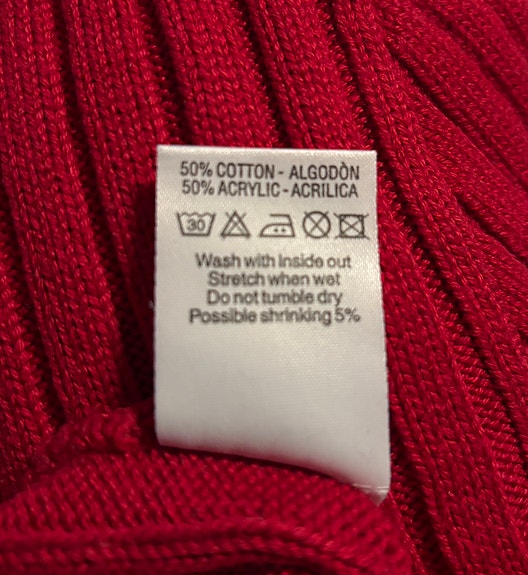 50% COTTON - ALGODÒN
50% ACRYLIC - ACRILICA
30
Wash with Inside out
Stretch when wet
Do not tumble dry
Possible shrinking 5%